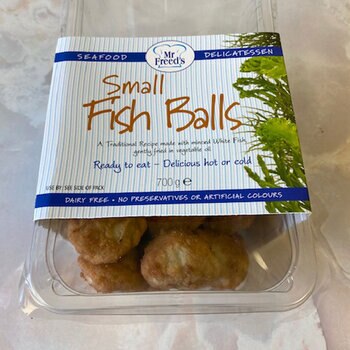 Mr
Freed's
SEAFOOD DELICATESSEN
Small
Fish Balls
A Traditional Recipe made with minced White Fish,
gently fried in vegetable oil
Ready to eat – Delicious hot or cold
700g e
USE BY: SEE SIDE OF PACK
DAIRY FREE • NO PRESERVATIVES OR ARTIFICIAL COLOURS